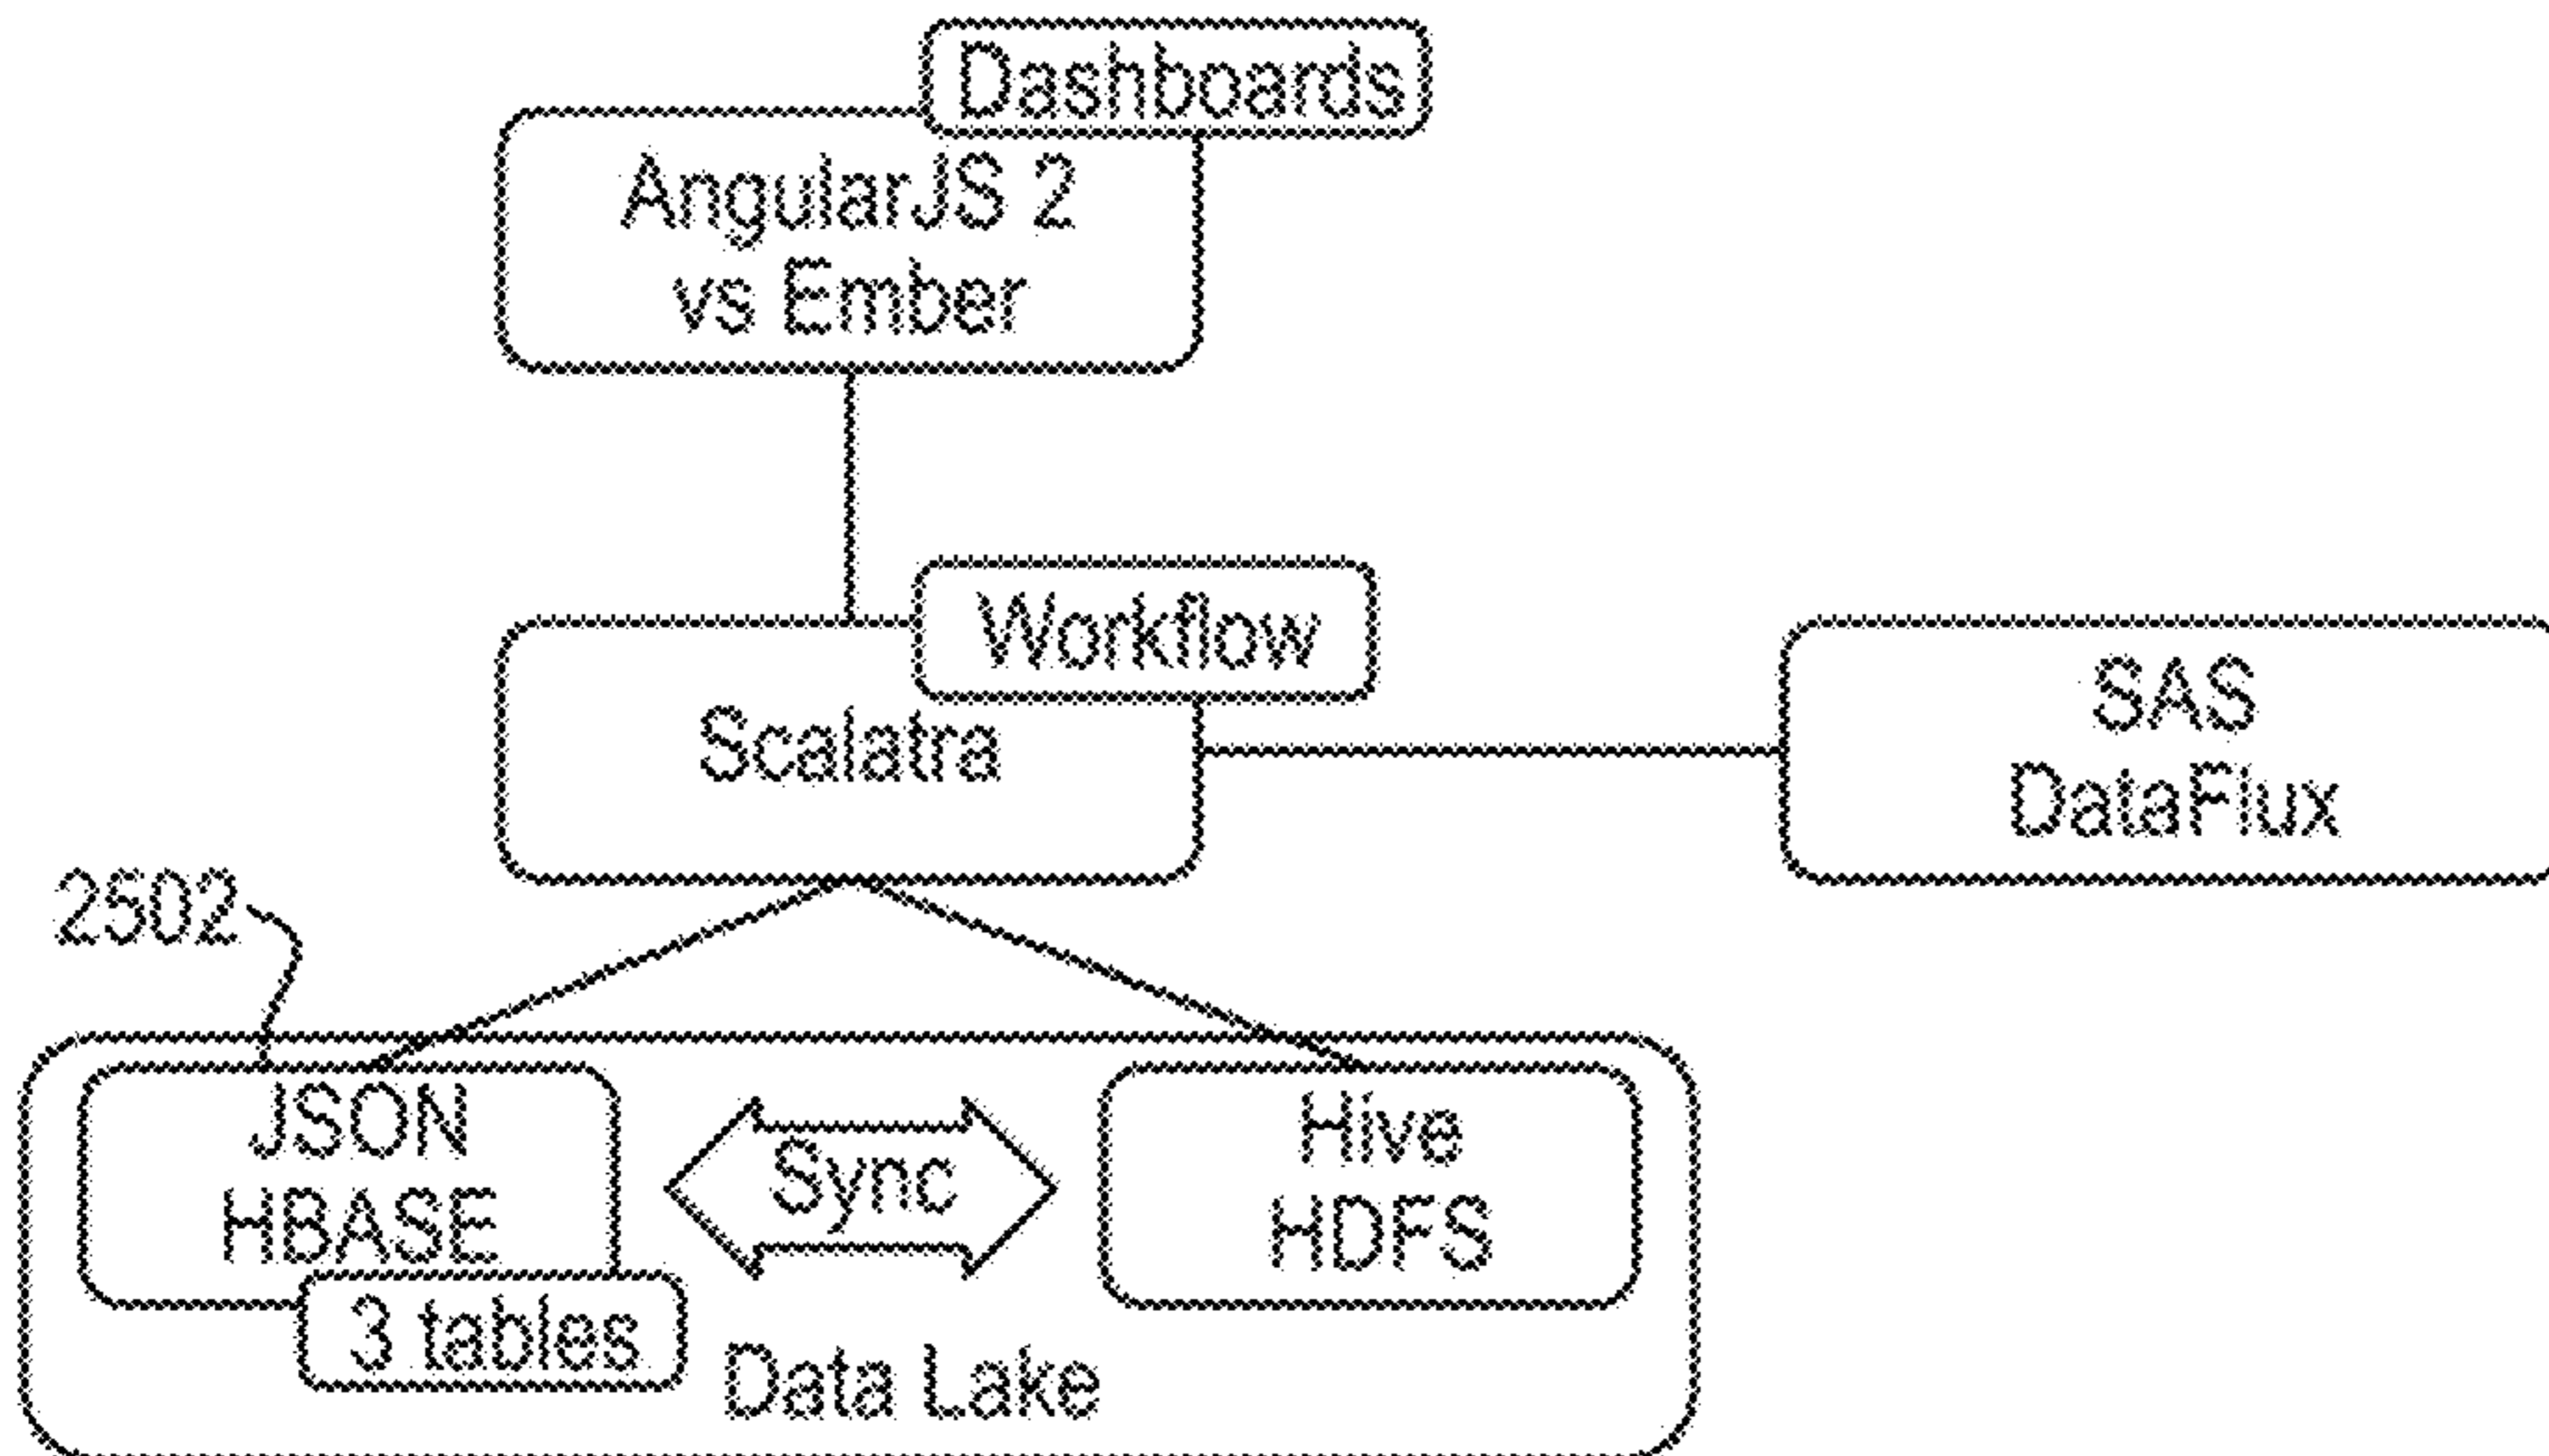 Dashboards
AngularJS 2
vs Ember
Workflow
Scalatra
SAS
DataFlux
2502
JSON
HBASE
Sync
Hive
HDFS
3 tables
Data Lake